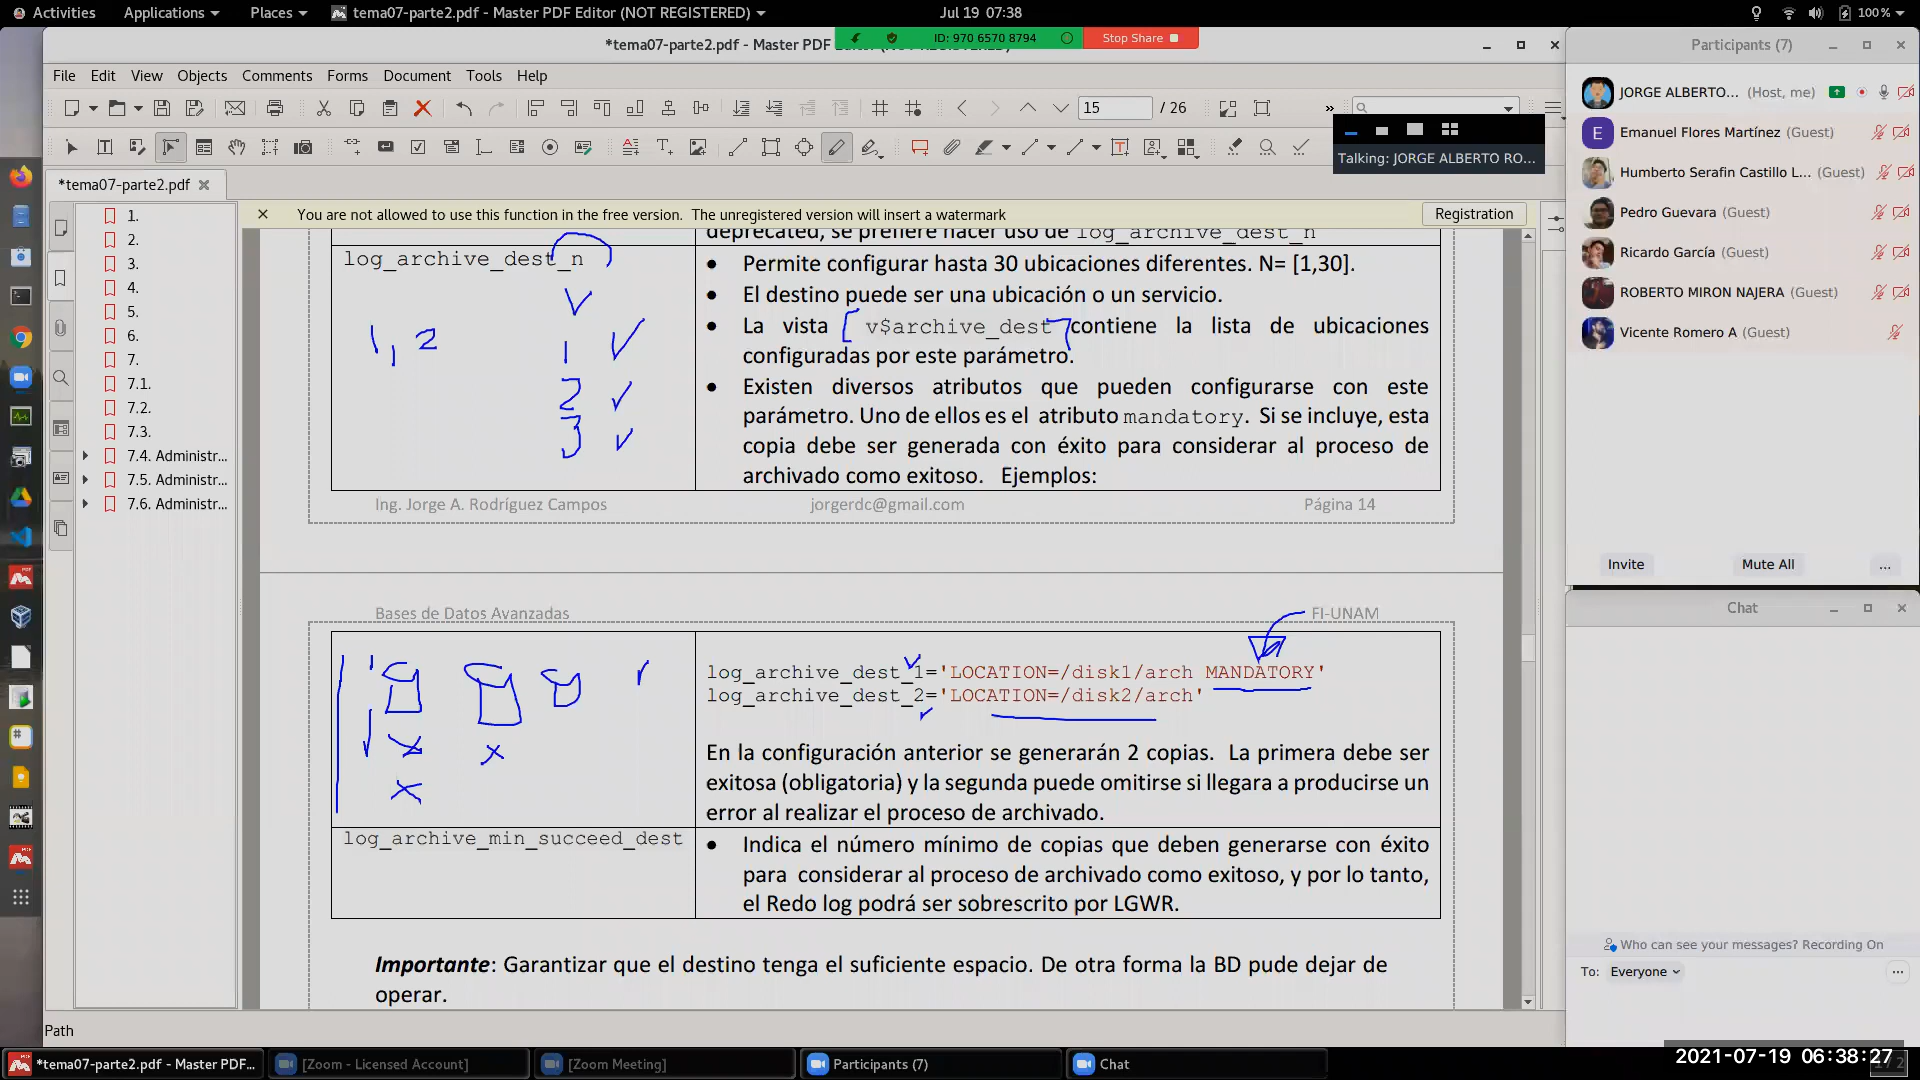 Activities Applications Places tema07-parte2.pdf - Master PDF Editor (NOT REGISTERED) Jul 19 07:38 100%
*tema07-parte2.pdf - Master PDF
ID: 970 6570 8794 Stop Share
File Edit View Objects Comments Forms Document Tools Help
15 / 26
Talking: JORGE ALBERTO RO...
*tema07-parte2.pdf
You are not allowed to use this function in the free version. The unregistered version will insert a watermark Registration
1.
2.
3.
4.
5.
6.
7.
7.1.
7.2.
7.3.
7.4. Administr...
7.5. Administr...
7.6. Administr...
deprecated, se prefiere hacer uso de log_archive_dest_n
log_archive_dest_n
1, 2
1
2
3
• Permite configurar hasta 30 ubicaciones diferentes. N= [1,30].
• El destino puede ser una ubicación o un servicio.
• La vista v$archive_dest contiene la lista de ubicaciones
configuradas por este parámetro.
• Existen diversos atributos que pueden configurarse con este
parámetro. Uno de ellos es el atributo mandatory. Si se incluye, esta
copia debe ser generada con éxito para considerar al proceso de
archivado como exitoso. Ejemplos:
Ing. Jorge A. Rodríguez Campos jorgerdc@gmail.com Página 14
Bases de Datos Avanzadas FI-UNAM
log_archive_dest_1='LOCATION=/disk1/arch MANDATORY'
log_archive_dest_2='LOCATION=/disk2/arch'
En la configuración anterior se generarán 2 copias. La primera debe ser
exitosa (obligatoria) y la segunda puede omitirse si llegara a producirse un
error al realizar el proceso de archivado.
log_archive_min_succeed_dest
• Indica el número mínimo de copias que deben generarse con éxito
para considerar al proceso de archivado como exitoso, y por lo tanto,
el Redo log podrá ser sobrescrito por LGWR.
Importante: Garantizar que el destino tenga el suficiente espacio. De otra forma la BD pude dejar de
operar.
Path
Participants (7)
JORGE ALBERTO... (Host, me)
E Emanuel Flores Martínez (Guest)
Humberto Serafin Castillo L... (Guest)
Pedro Guevara (Guest)
Ricardo García (Guest)
ROBERTO MIRON NAJERA (Guest)
Vicente Romero A (Guest)
Invite Mute All ...
Chat
Who can see your messages? Recording On
To: Everyone
*tema07-parte2.pdf - Master PDF... [Zoom - Licensed Account] [Zoom Meeting] Participants (7) Chat
2021-07-19 06:38:27